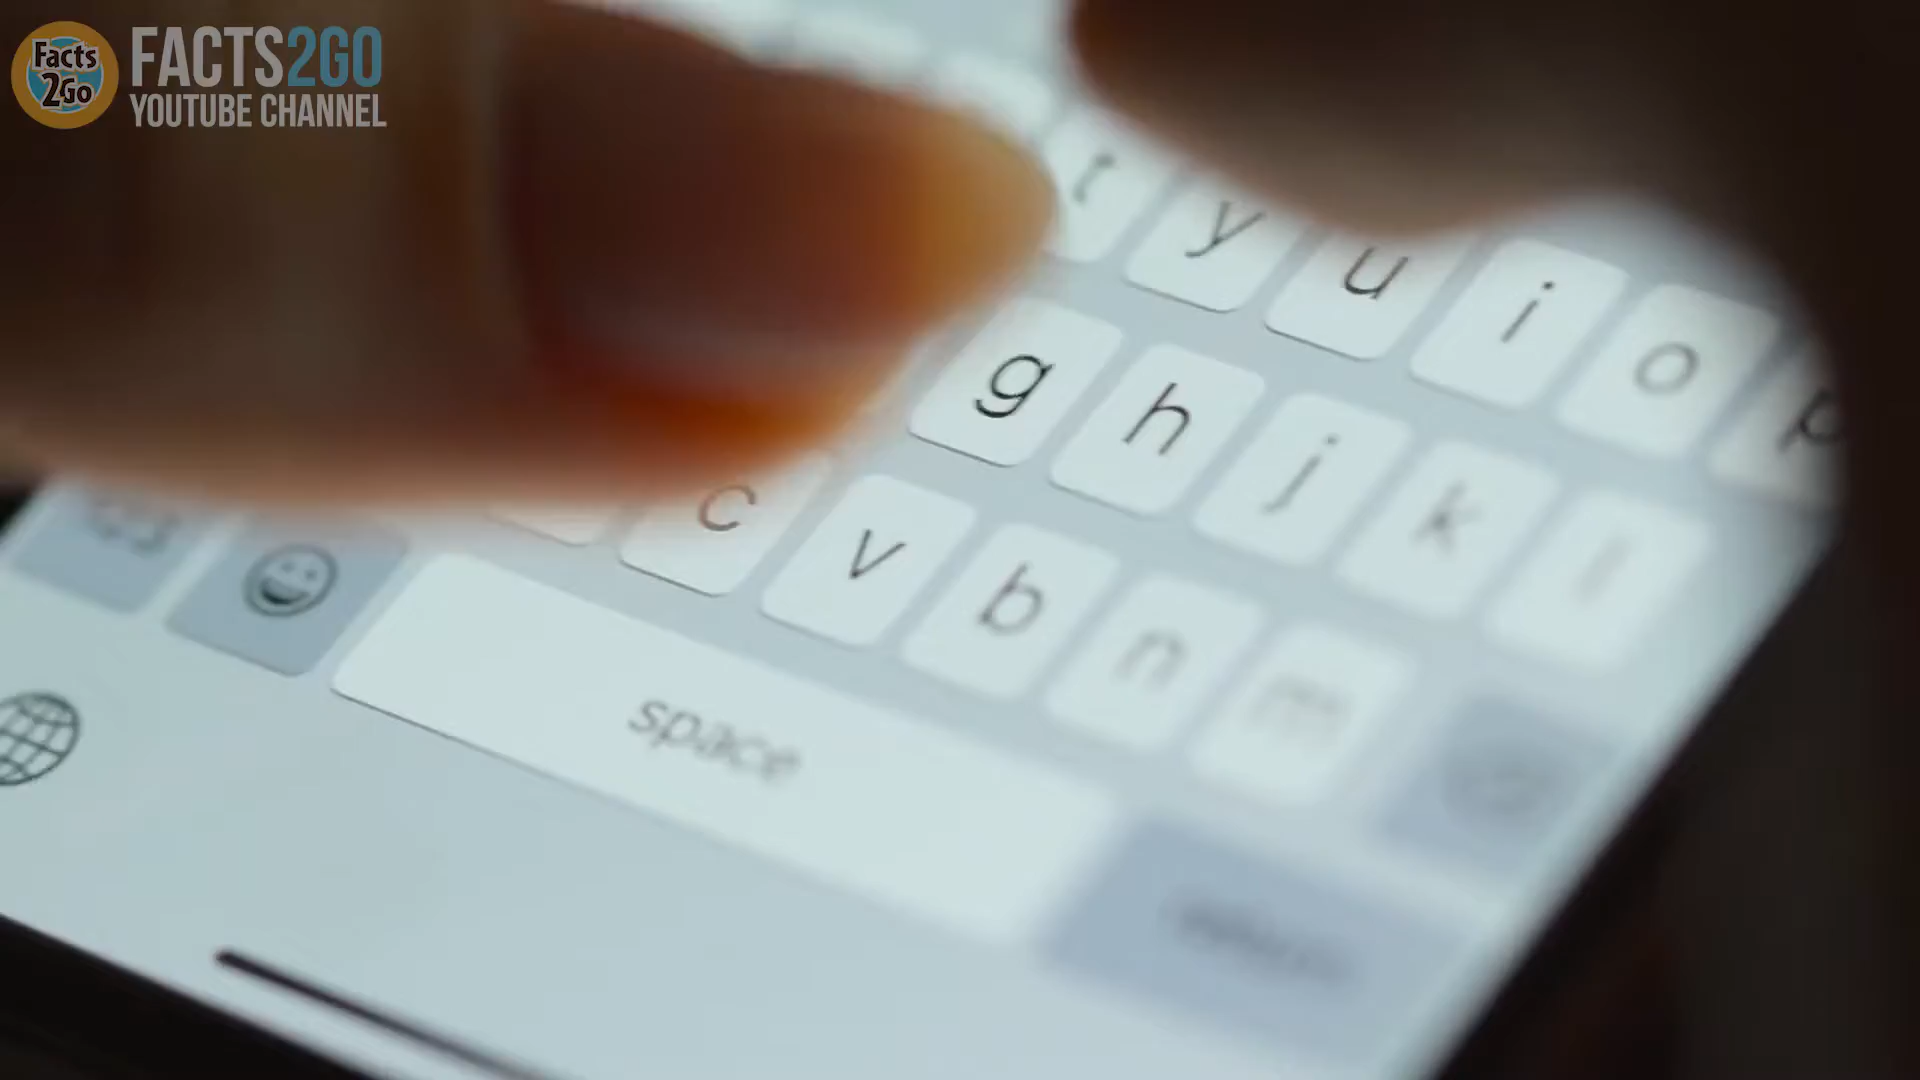 Facts
2Go
FACTS2GO
YOUTUBE CHANNEL
t y u i o p
g h j k l
c v b n m
space